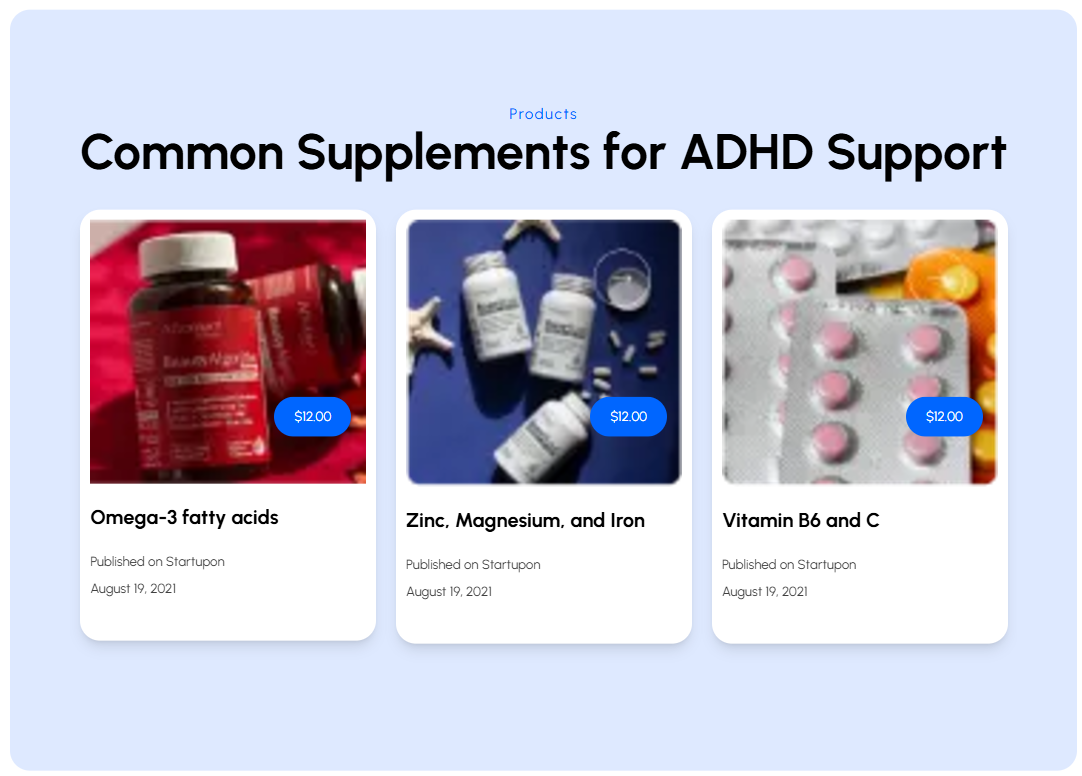 Products
Common Supplements for ADHD Support
$12.00
$12.00
$12.00
Omega-3 fatty acids
Zinc, Magnesium, and Iron
Vitamin B6 and C
Published on Startupon
August 19, 2021
Published on Startupon
August 19, 2021
Published on Startupon
August 19, 2021